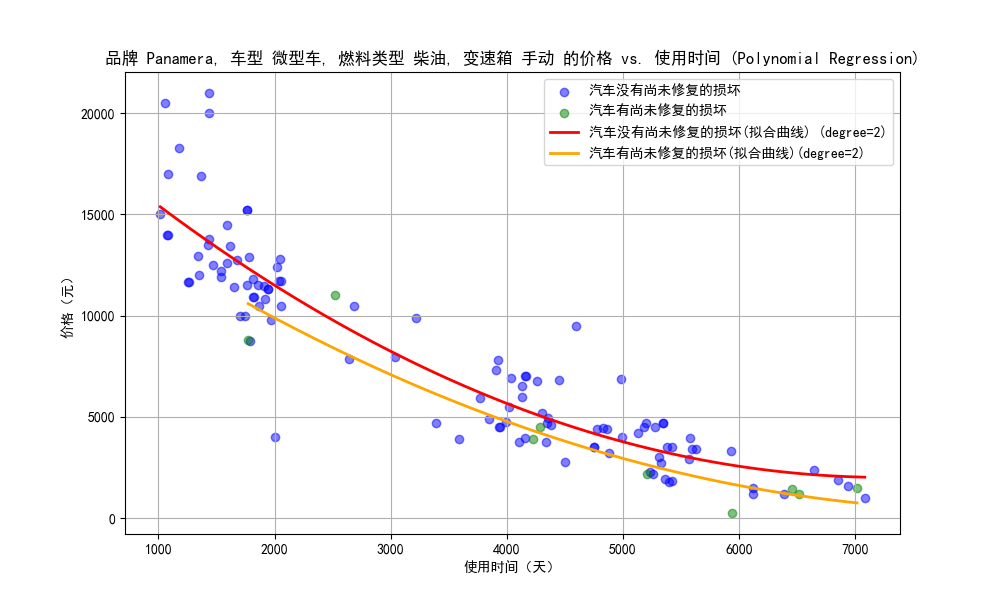 品牌 Panamera, 车型 微型车, 燃料类型 柴油, 变速箱 手动 的价格 vs. 使用时间 (Polynomial Regression)
汽车没有尚未修复的损坏
汽车有尚未修复的损坏
汽车没有尚未修复的损坏(拟合曲线) (degree=2)
汽车有尚未修复的损坏(拟合曲线)(degree=2)
价格（元）
20000
15000
10000
5000
0
1000 2000 3000 4000 5000 6000 7000
使用时间（天）